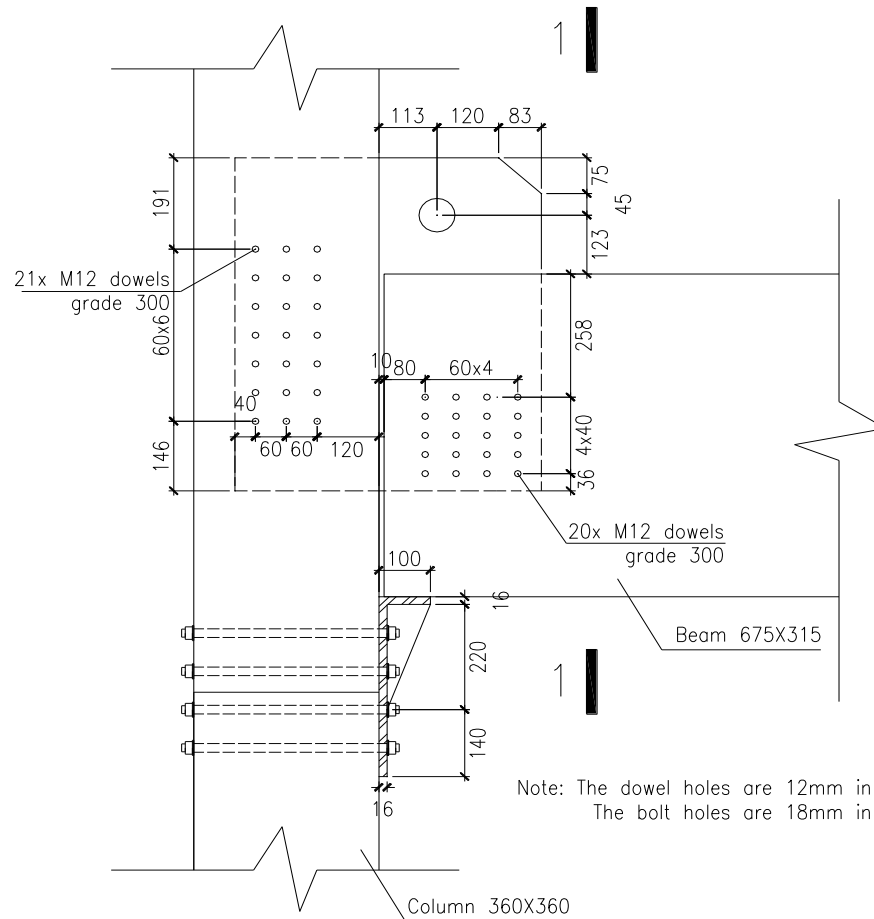 1
113 120 83
75
45
123
191
21x M12 dowels
grade 300
60x6
146
40
60 60 120
10 80 60x4
258
4x40
36
20x M12 dowels
grade 300
100
16
220
140
16
Beam 675X315
1
Note: The dowel holes are 12mm in
The bolt holes are 18mm in
Column 360X360